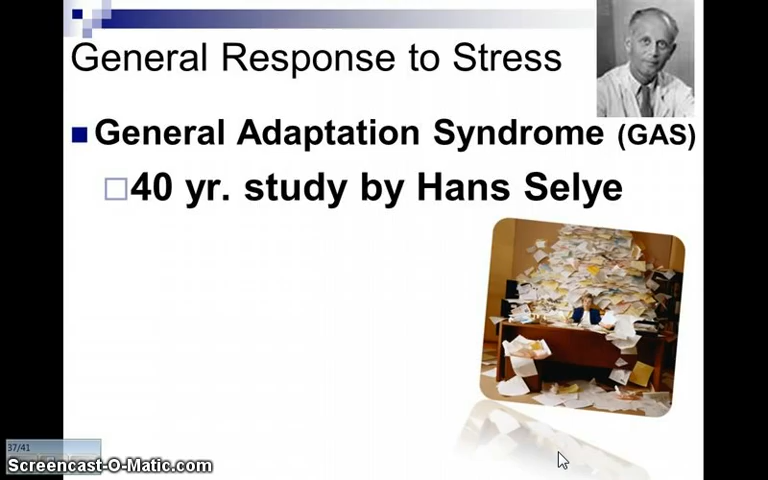 General Response to Stress
General Adaptation Syndrome (GAS)
40 yr. study by Hans Selye
37/41
Screencast-O-Matic.com